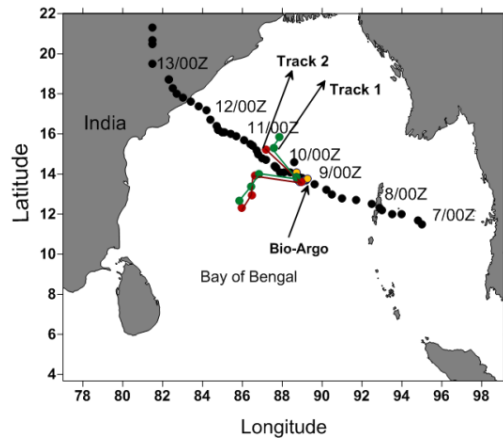 22
20
18
16
14
12
10
8
6
4
Latitude
13/00Z
Track 2
Track 1
India
12/00Z
11/00Z
10/00Z
9/00Z
8/00Z
7/00Z
Bio-Argo
Bay of Bengal
78 80 82 84 86 88 90 92 94 96 98
Longitude